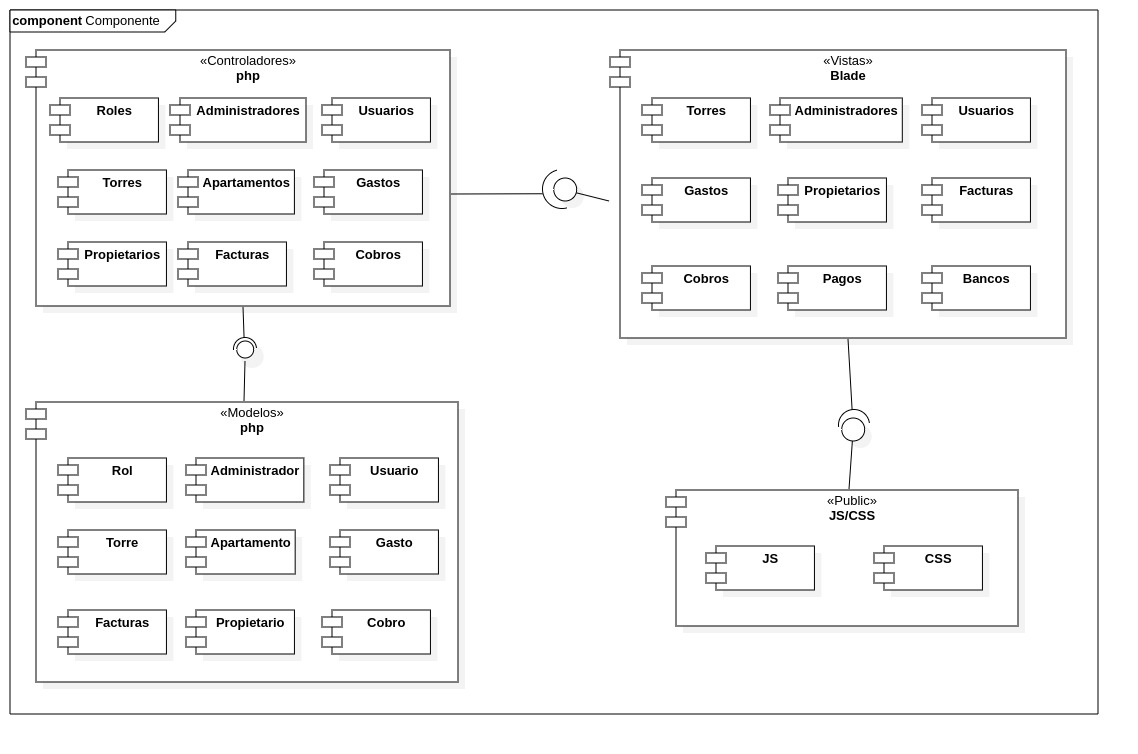 component Componente
«Controladores»
php
Roles
Administradores
Usuarios
Torres
Apartamentos
Gastos
Propietarios
Facturas
Cobros
«Vistas»
Blade
Torres
Administradores
Usuarios
Gastos
Propietarios
Facturas
Cobros
Pagos
Bancos
«Modelos»
php
Rol
Administrador
Usuario
Torre
Apartamento
Gasto
Facturas
Propietario
Cobro
«Public»
JS/CSS
JS
CSS